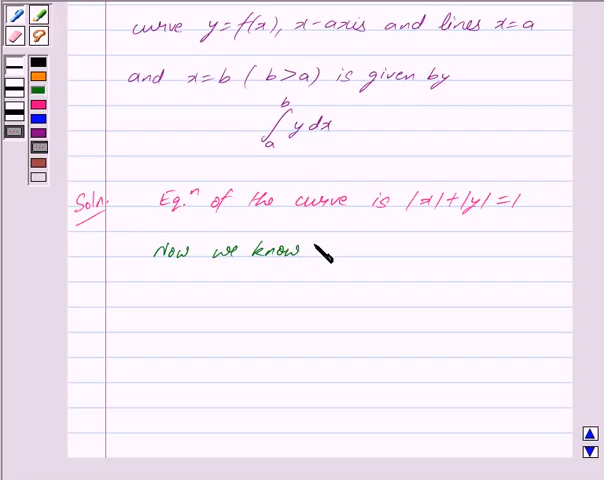 curve y=f(x), x-axis and lines x=a
and x=b (b>a) is given by
∫ₐᵇ y dx
Soln. Eq.ⁿ of the curve is |x|+|y|=1
Now we know